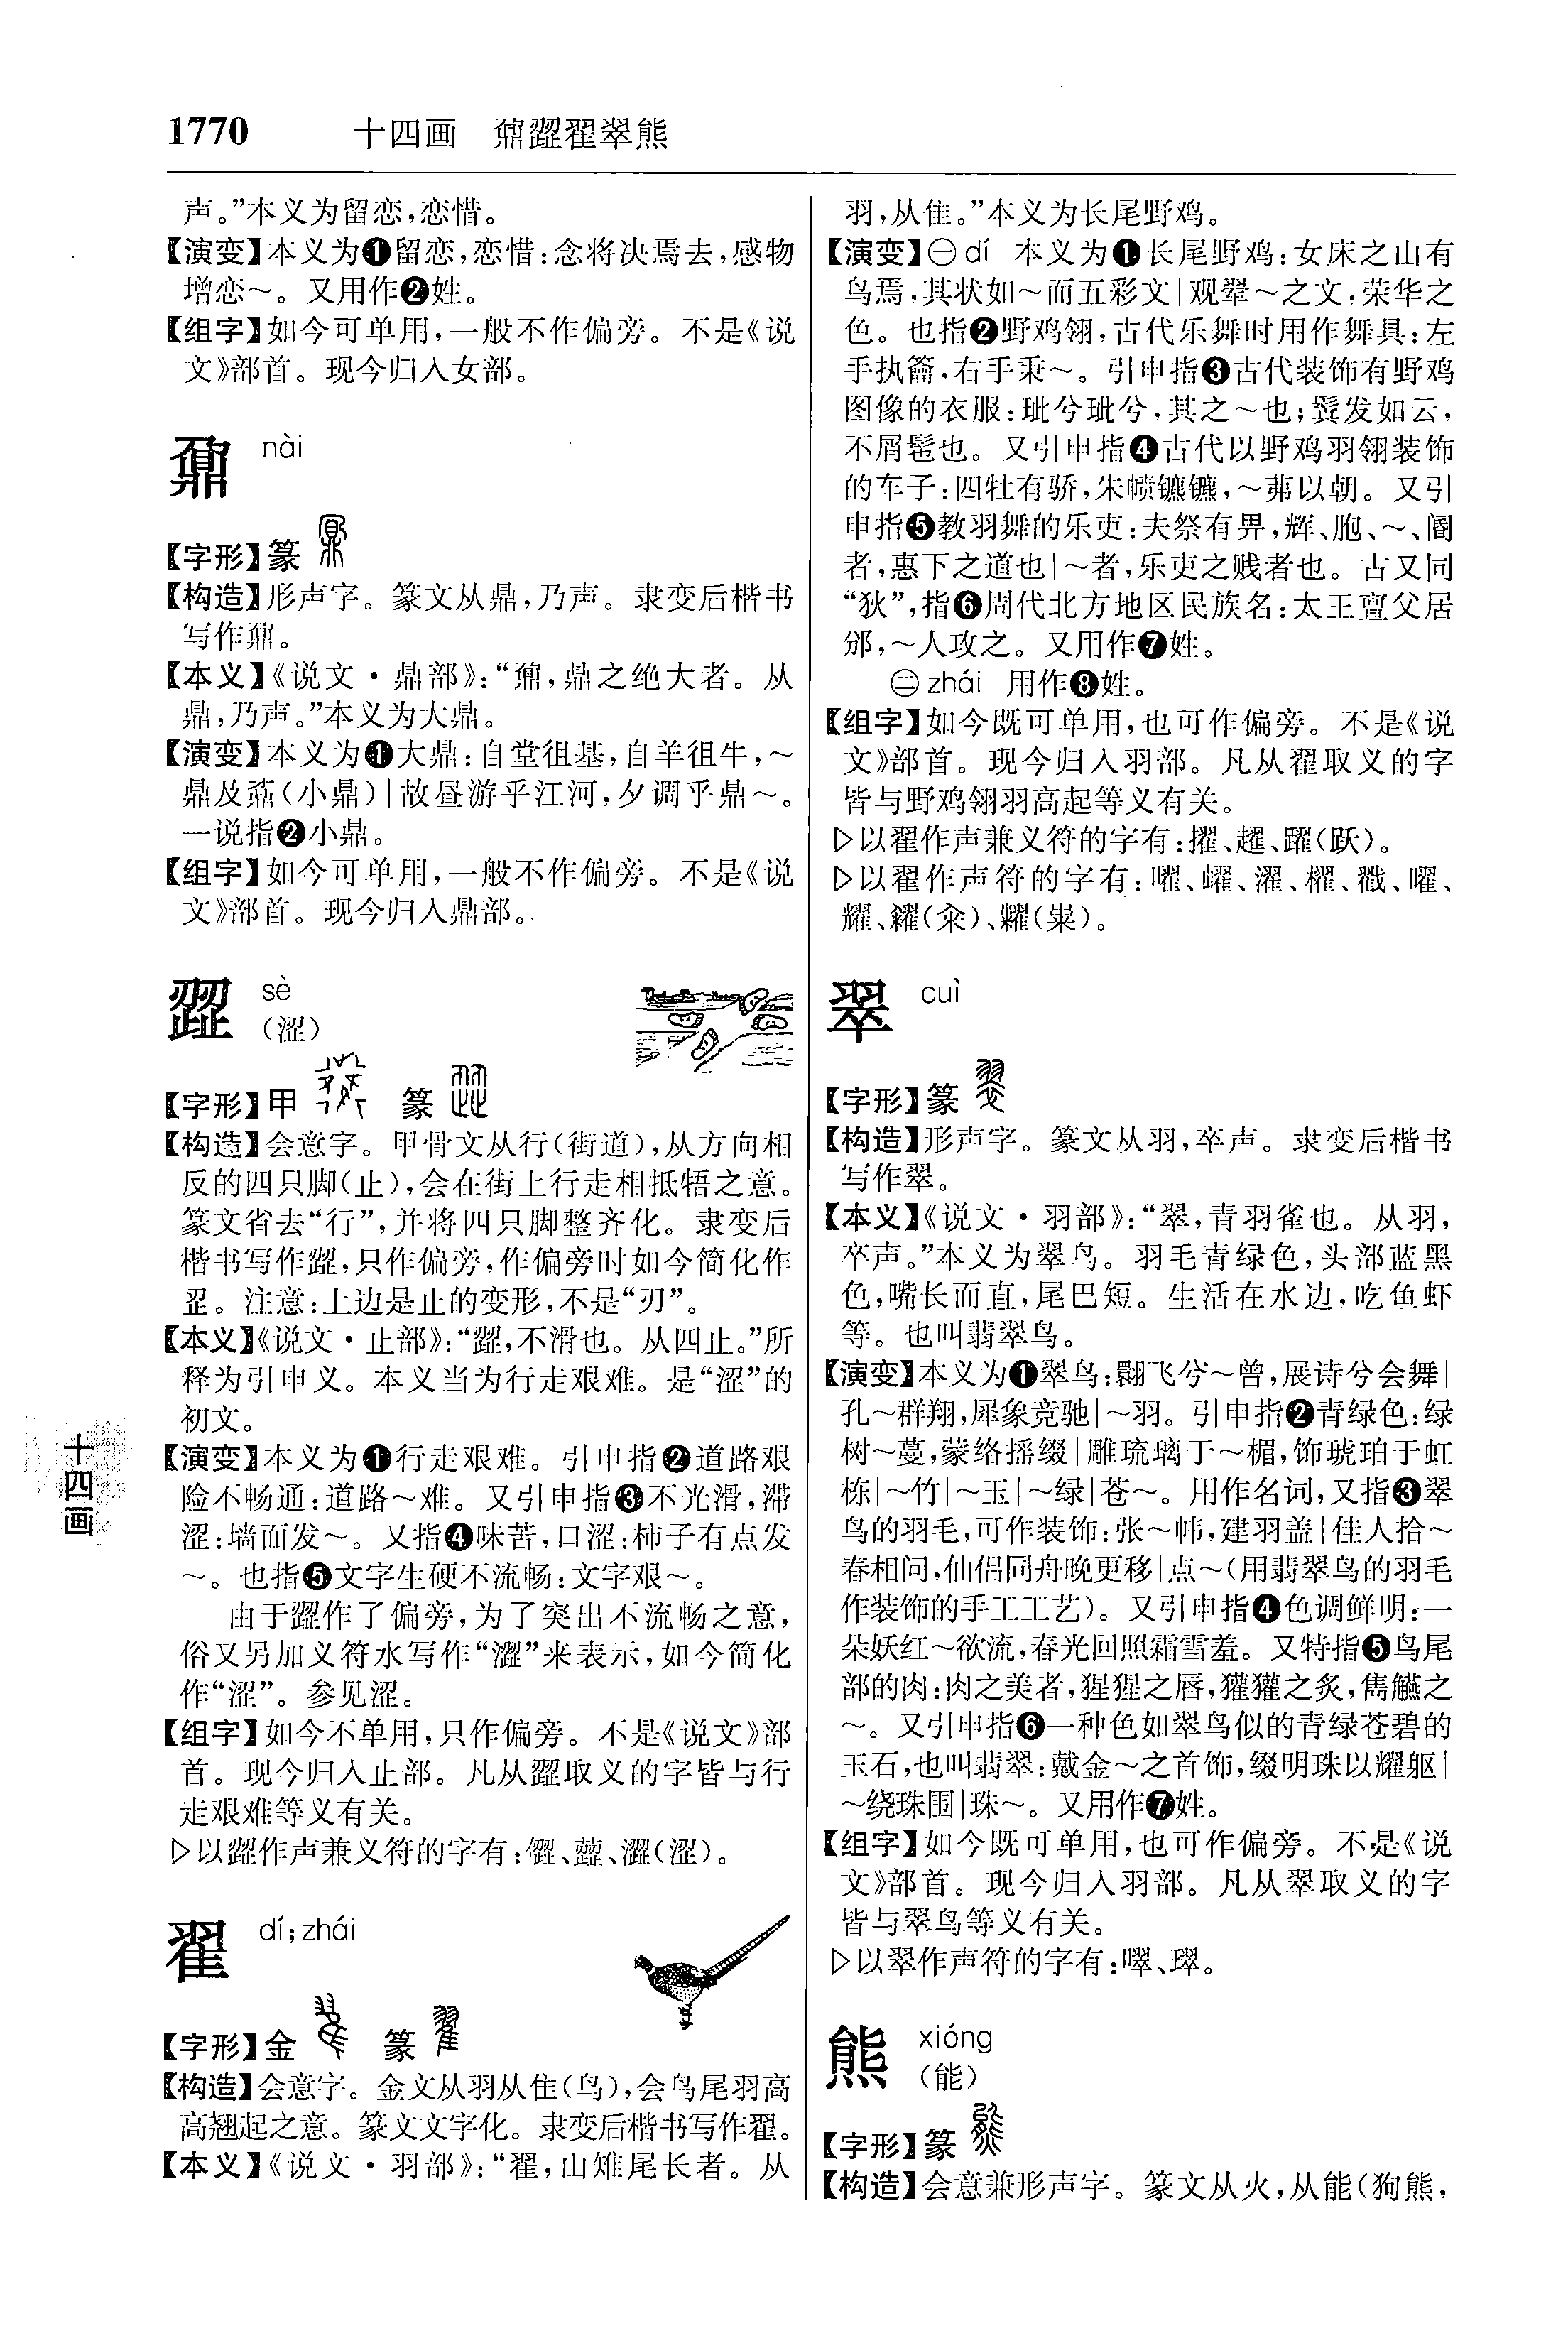 1770 十四画 鼐歰翟翠熊
声。”本义为留恋,恋惜。
【演变】本义为❶留恋,恋惜:念将决焉去,感物
增恋~。又用作❷姓。
【组字】如今可单用,一般不作偏旁。不是《说
文》部首。现今归入女部。
鼐 nài
【字形】篆
【构造】形声字。篆文从鼎,乃声。隶变后楷书
写作鼐。
【本义】《说文·鼎部》:“鼐,鼎之绝大者。从
鼎,乃声。”本义为大鼎。
【演变】本义为❶大鼎:自堂徂基,自羊徂牛,~
鼎及鼒(小鼎)|故昼游乎江河,夕调乎鼎~。
一说指❷小鼎。
【组字】如今可单用,一般不作偏旁。不是《说
文》部首。现今归入鼎部。
歰 sè
(涩)
【字形】甲 篆
【构造】会意字。甲骨文从行(街道),从方向相
反的四只脚(止),会在街上行走相抵牾之意。
篆文省去“行”,并将四只脚整齐化。隶变后
楷书写作歰,只作偏旁,作偏旁时如今简化作
歮。注意:上边是止的变形,不是“刃”。
【本义】《说文·止部》:“歰,不滑也。从四止。”所
释为引申义。本义当为行走艰难。是“涩”的
初文。
【演变】本义为❶行走艰难。引申指❷道路艰
险不畅通:道路~难。又引申指❸不光滑,滞
涩:墙面发~。又指❹味苦,口涩:柿子有点发
~。也指❺文字生硬不流畅:文字艰~。
由于歰作了偏旁,为了突出不流畅之意,
俗又另加义符水写作“澀”来表示,如今简化
作“涩”。参见涩。
【组字】如今不单用,只作偏旁。不是《说文》部
首。现今归入止部。凡从歰取义的字皆与行
走艰难等义有关。
▷以歰作声兼义符的字有:澀(涩)。
翟 dí;zhái
【字形】金 篆
【构造】会意字。金文从羽从隹(鸟),会鸟尾羽高
高翘起之意。篆文文字化。隶变后楷书写作翟。
【本义】《说文·羽部》:“翟,山雉尾长者。从
羽,从隹。”本义为长尾野鸡。
【演变】㊀dí 本义为❶长尾野鸡:女床之山有
鸟焉,其状如~而五彩文|观翚~之文,荣华之
色。也指❷野鸡翎,古代乐舞时用作舞具:左
手执籥,右手秉~。引申指❸古代装饰有野鸡
图像的衣服:玼兮玼兮,其之~也;鬒发如云,
不屑髢也。又引申指❹古代以野鸡羽翎装饰
的车子:四牡有骄,朱幩镳镳,~茀以朝。又引
申指❺教羽舞的乐吏:夫祭有畀,辉、胞、~、阍
者,惠下之道也|~者,乐吏之贱者也。古又同
“狄”,指❻周代北方地区民族名:太王亶父居
邠,~人攻之。又用作❼姓。
㊁zhái 用作❽姓。
【组字】如今既可单用,也可作偏旁。不是《说
文》部首。现今归入羽部。凡从翟取义的字
皆与野鸡翎羽高起等义有关。
▷以翟作声兼义符的字有:擢、趯、躍(跃)。
▷以翟作声符的字有:嚁、嬥、濯、櫂、戳、曜、
耀、糴(籴)、糶(粜)。
翠 cuì
【字形】篆
【构造】形声字。篆文从羽,卒声。隶变后楷书
写作翠。
【本义】《说文·羽部》:“翠,青羽雀也。从羽,
卒声。”本义为翠鸟。羽毛青绿色,头部蓝黑
色,嘴长而直,尾巴短。生活在水边,吃鱼虾
等。也叫翡翠鸟。
【演变】本义为❶翠鸟:翾飞兮~曾,展诗兮会舞|
孔~群翔,犀象竞驰|~羽。引申指❷青绿色:绿
树~蔓,蒙络摇缀|雕琉璃于~楣,饰琥珀于虹
栋|~竹|~玉|~绿|苍~。用作名词,又指❸翠
鸟的羽毛,可作装饰:张~帏,建羽盖|佳人拾~
春相问,仙侣同舟晚更移|点~(用翡翠鸟的羽毛
作装饰的手工工艺)。又引申指❹色调鲜明:一
朵妖红~欲流,春光回照霜雪羞。又特指❺鸟尾
部的肉:肉之美者,猩猩之唇,獾獾之炙,隽觾之
~。又引申指❻一种色如翠鸟似的青绿苍碧的
玉石,也叫翡翠:戴金~之首饰,缀明珠以耀躯|
~绕珠围|珠~。又用作❼姓。
【组字】如今既可单用,也可作偏旁。不是《说
文》部首。现今归入羽部。凡从翠取义的字
皆与翠鸟等义有关。
▷以翠作声符的字有:嚁、璻。
熊 xióng
(能)
【字形】篆
【构造】会意兼形声字。篆文从火,从能(狗熊,
十四画